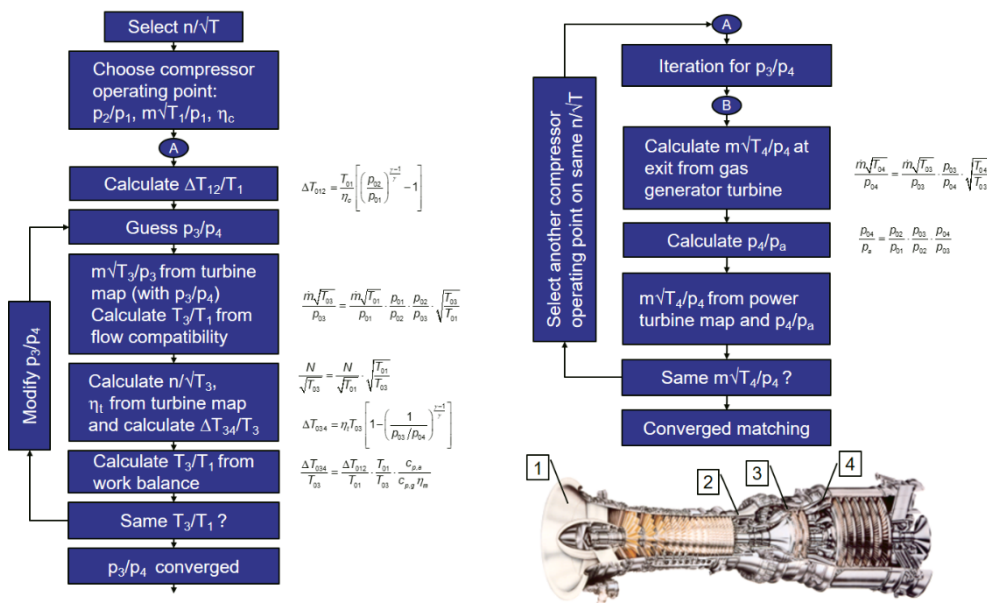 Select n/√T
Choose compressor
operating point:
p₂/p₁, m√T₁/p₁, η_c
A
Calculate ΔT₁₂/T₁
Guess p₃/p₄
m√T₃/p₃ from turbine
map (with p₃/p₄)
Calculate T₃/T₁ from
flow compatibility
Calculate n/√T₃,
η_t from turbine map
and calculate ΔT₃₄/T₃
Calculate T₃/T₁ from
work balance
Same T₃/T₁ ?
p₃/p₄ converged
Modify p₃/p₄
ΔT₀₁₂ = T₀₁/η_c [(p₀₂/p₀₁)^((γ−1)/γ) − 1]
ṁ√T₀₃/p₀₃ = ṁ√T₀₁/p₀₁ · p₀₁/p₀₂ · p₀₂/p₀₃ · √(T₀₃/T₀₁)
N/√T₀₃ = N/√T₀₁ · √(T₀₁/T₀₃)
ΔT₀₃₄ = η_t T₀₃ [1 − (1/(p₀₃/p₀₄))^((γ−1)/γ)]
ΔT₀₃₄/T₀₃ = ΔT₀₁₂/T₀₁ · T₀₁/T₀₃ · c_p,a/(c_p,g η_m)
A
Iteration for p₃/p₄
B
Calculate m√T₄/p₄ at
exit from gas
generator turbine
Calculate p₄/pₐ
m√T₄/p₄ from power
turbine map and p₄/pₐ
Same m√T₄/p₄ ?
Converged matching
Select another compressor
operating point on same n/√T
ṁ√T₀₄/p₀₄ = ṁ√T₀₃/p₀₃ · p₀₃/p₀₄ · √(T₀₄/T₀₃)
p₀₄/pₐ = p₀₂/p₀₁ · p₀₃/p₀₂ · p₀₄/p₀₃
1
2
3
4